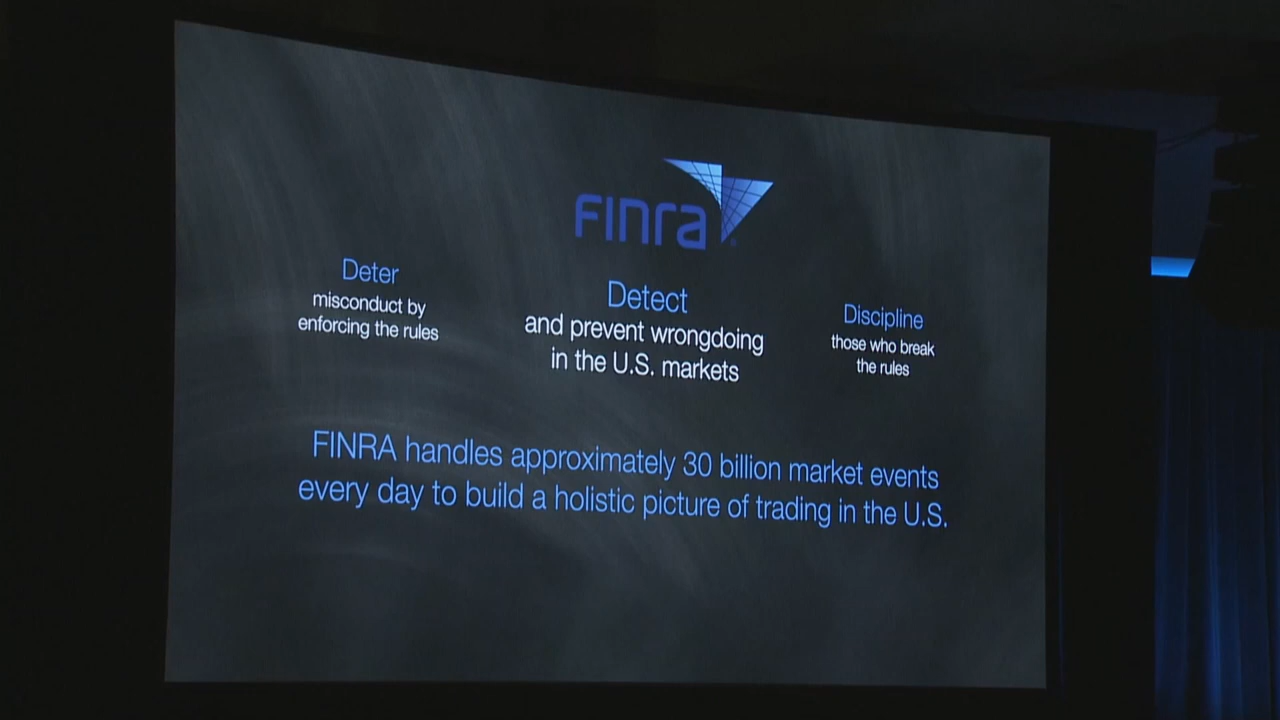 finra
Deter
misconduct by
enforcing the rules
Detect
and prevent wrongdoing
in the U.S. markets
Discipline
those who break
the rules
FINRA handles approximately 30 billion market events
every day to build a holistic picture of trading in the U.S.